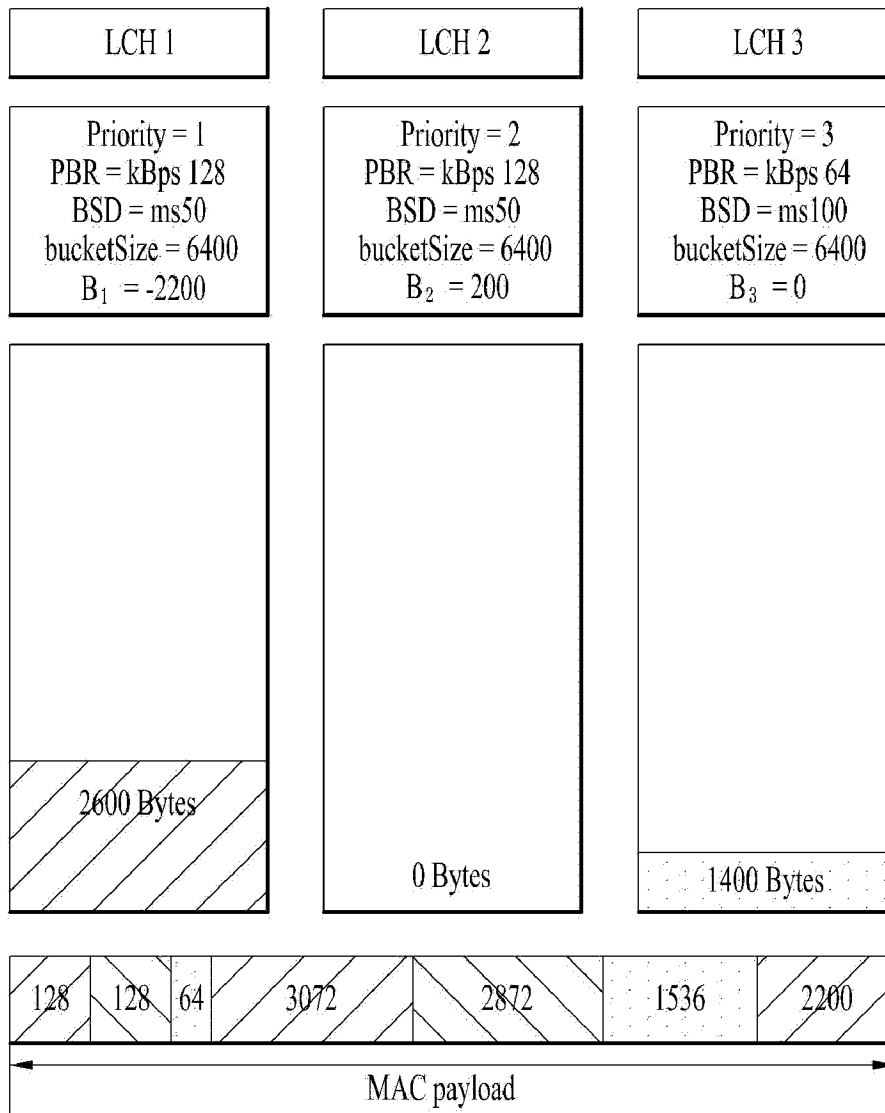 LCH 1
LCH 2
LCH 3
Priority = 1
PBR = kBps 128
BSD = ms50
bucketSize = 6400
B₁ = -2200
Priority = 2
PBR = kBps 128
BSD = ms50
bucketSize = 6400
B₂ = 200
Priority = 3
PBR = kBps 64
BSD = ms100
bucketSize = 6400
B₃ = 0
2600 Bytes
0 Bytes
1400 Bytes
128 128 64 3072 2872 1536 2200
MAC payload